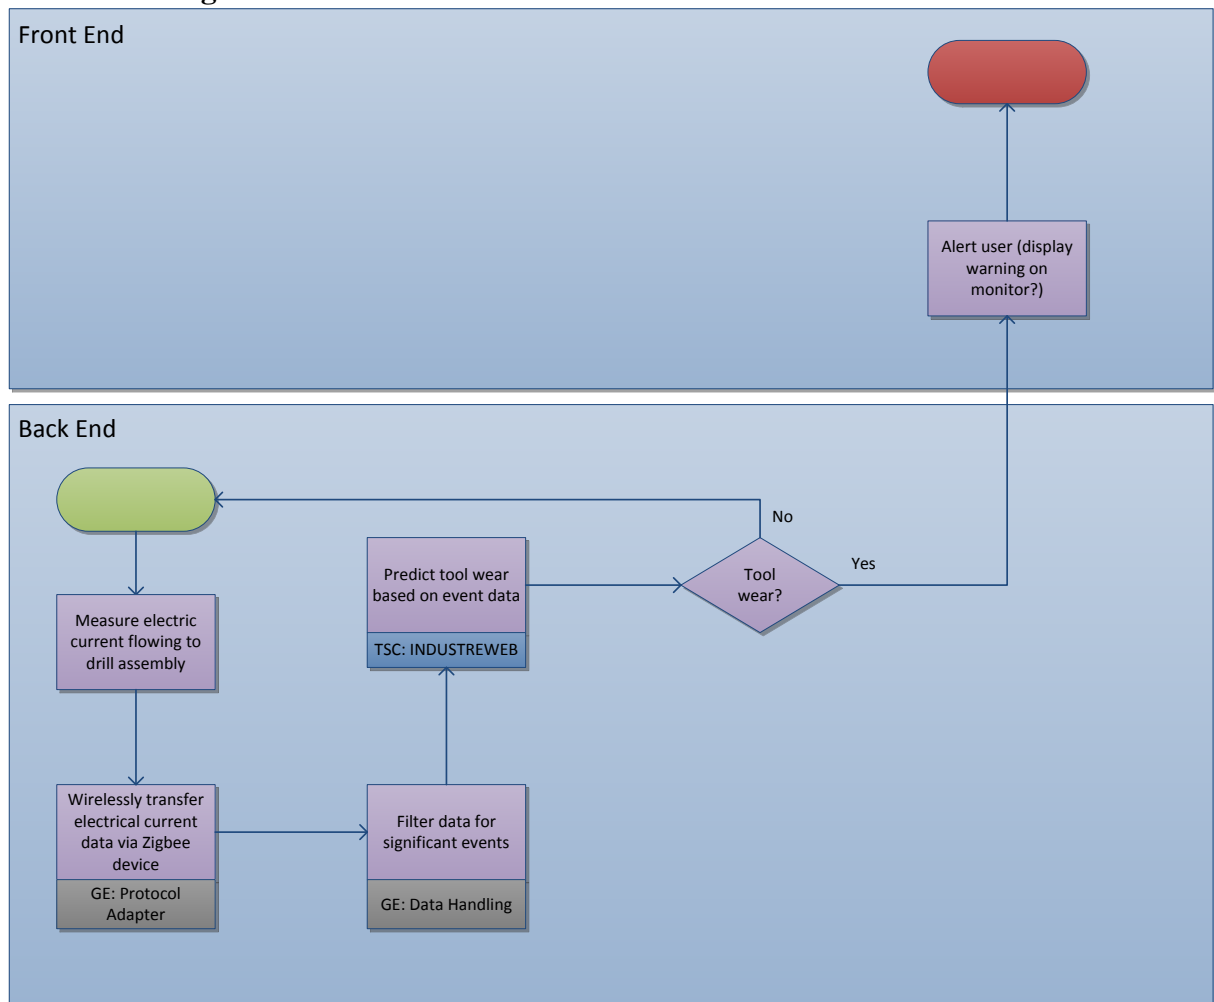 Front End
Alert user (display
warning on
monitor?)
Back End
No
Yes
Predict tool wear
based on event data
TSC: INDUSTREWEB
Tool
wear?
Measure electric
current flowing to
drill assembly
Wirelessly transfer
electrical current
data via Zigbee
device
GE: Protocol
Adapter
Filter data for
significant events
GE: Data Handling